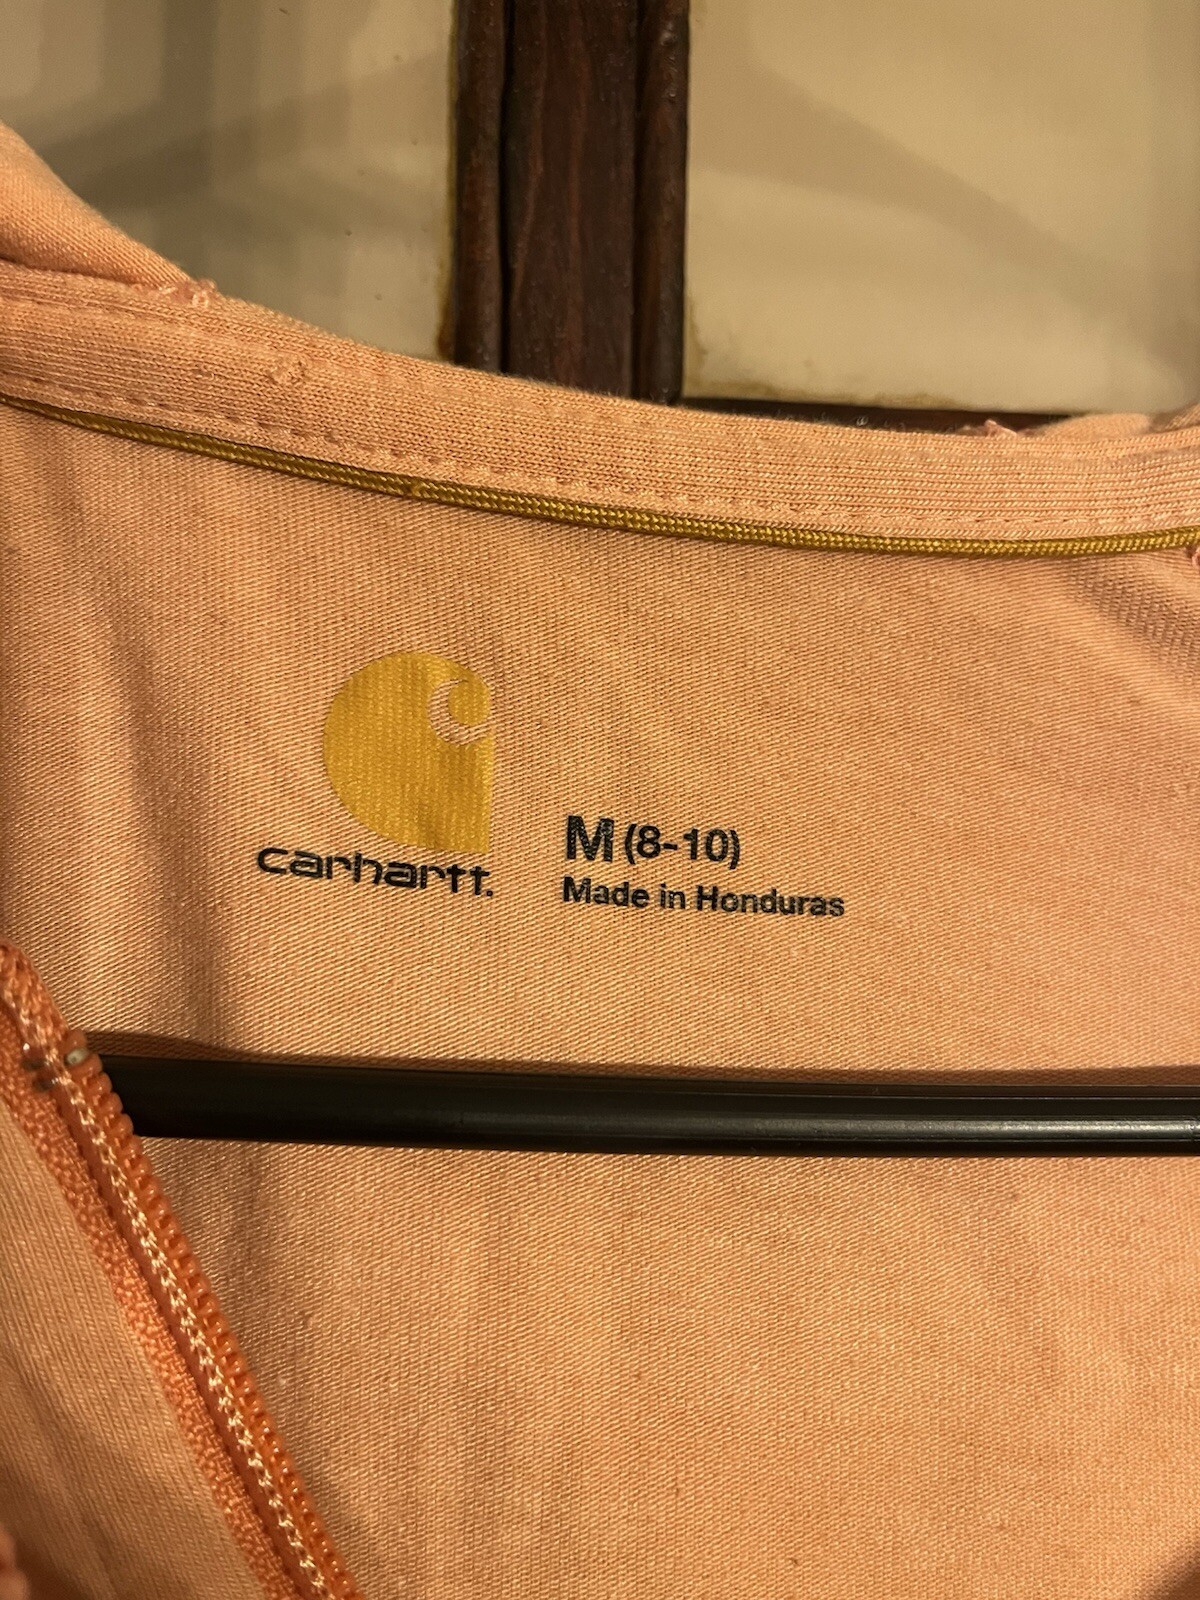 carhartt.
M (8-10)
Made in Honduras